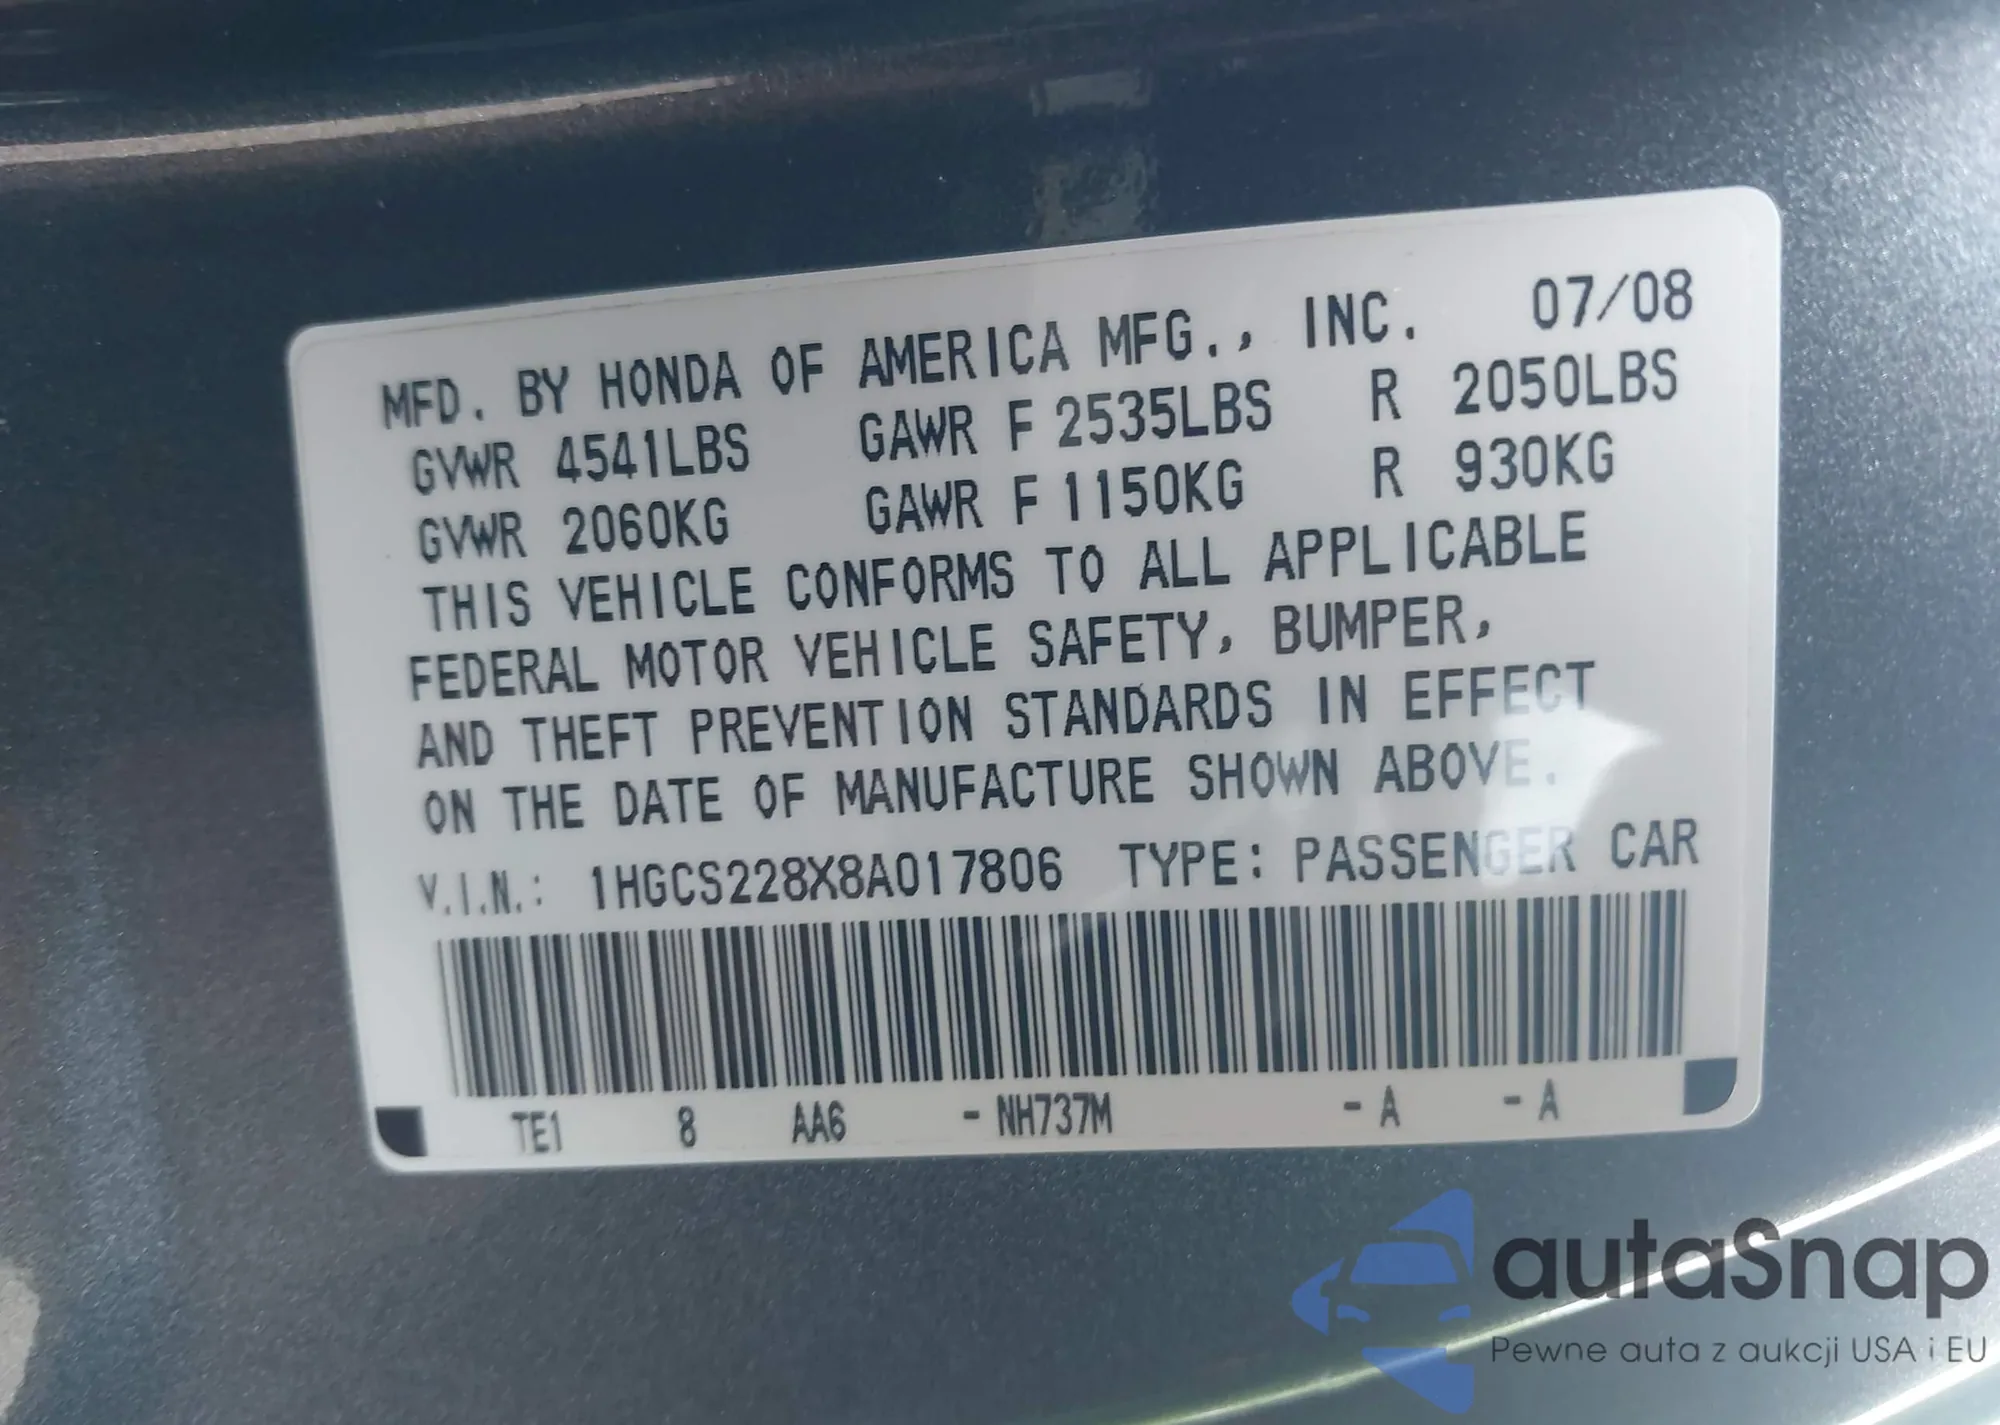 MFD. BY HONDA OF AMERICA MFG., INC. 07/08
GVWR 4541LBS GAWR F 2535LBS R 2050LBS
GVWR 2060KG GAWR F 1150KG R 930KG
THIS VEHICLE CONFORMS TO ALL APPLICABLE
FEDERAL MOTOR VEHICLE SAFETY, BUMPER,
AND THEFT PREVENTION STANDARDS IN EFFECT
ON THE DATE OF MANUFACTURE SHOWN ABOVE.
V.I.N.: 1HGCS228X8A017806 TYPE: PASSENGER CAR
TE1 8 AA6 - NH737M - A - A
autaSnap
Pewne auta z aukcji USA i EU